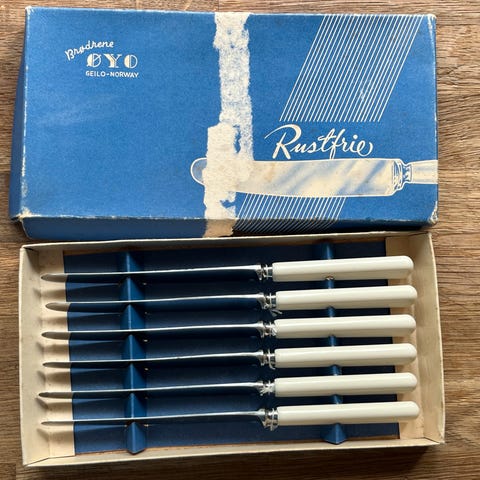 Brødrene
ØYO
GEILO-NORWAY
Rustfrie